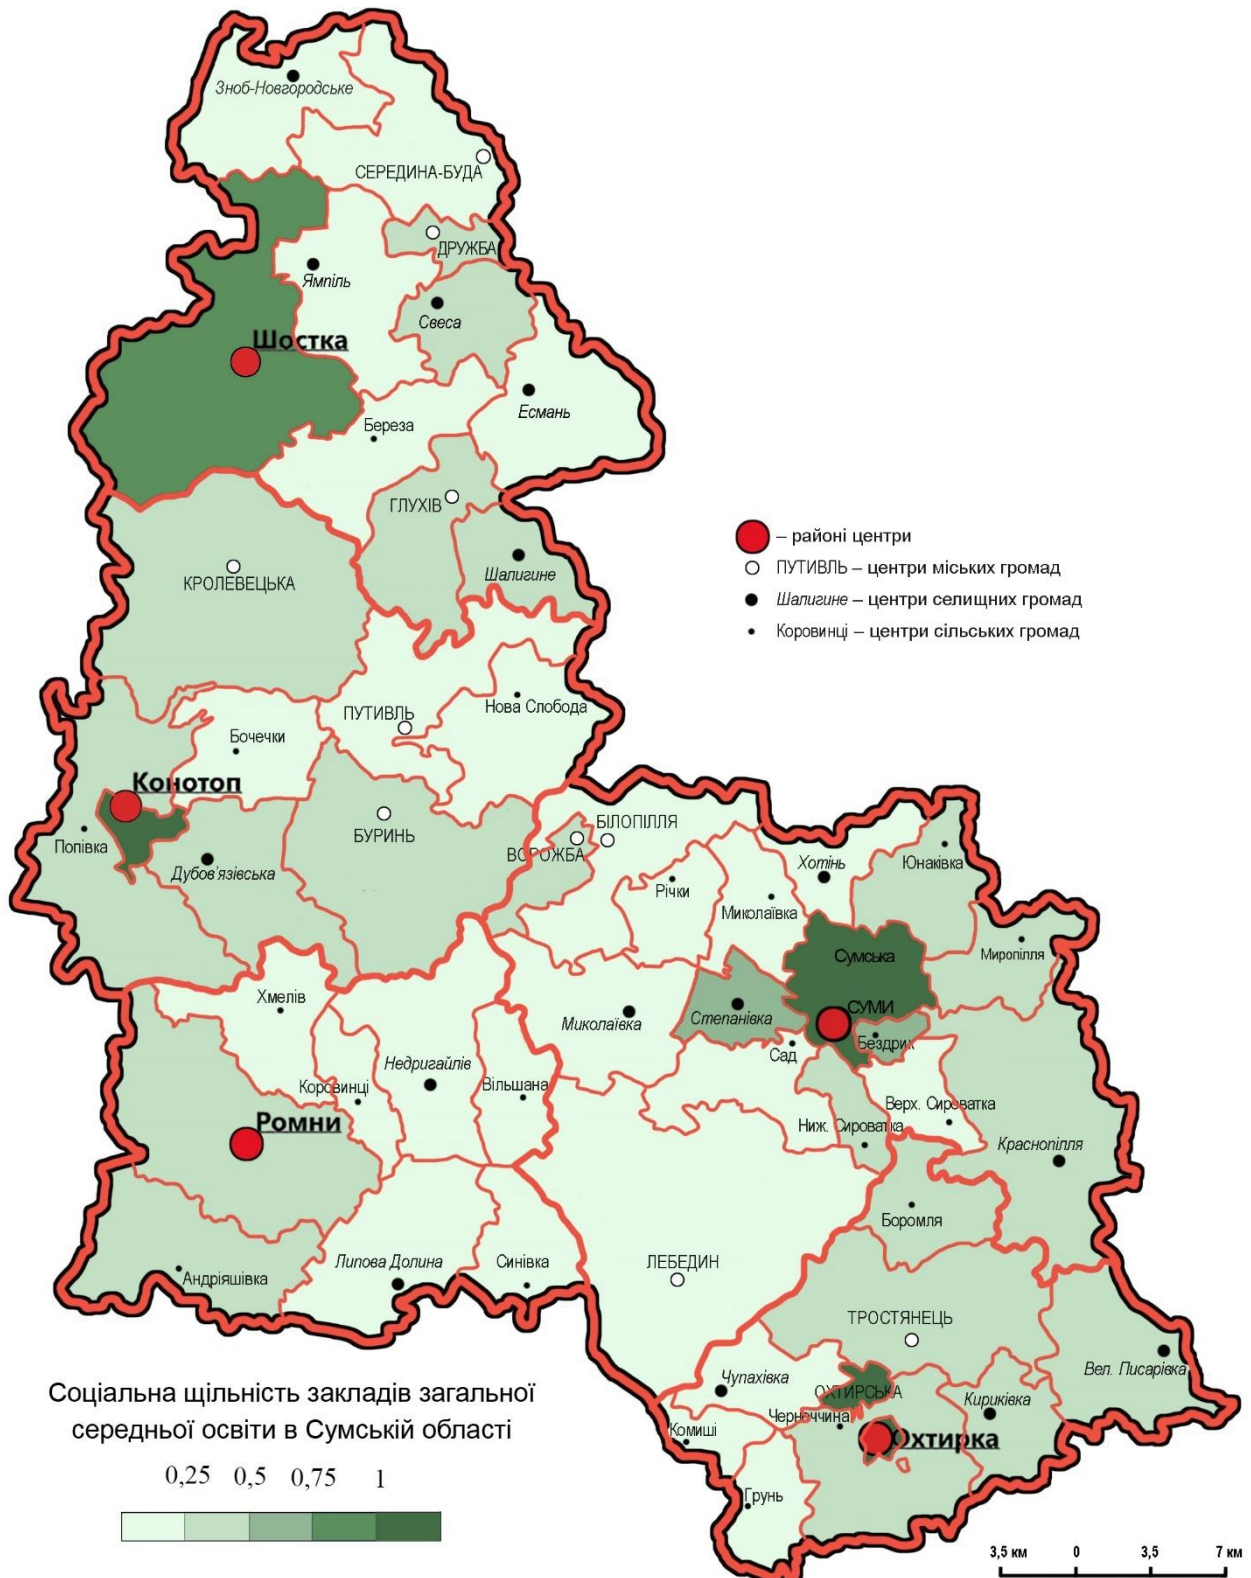 Зноб-Новгородське
СЕРЕДИНА-БУДА
ДРУЖБА
Ямпіль
Свеса
Шостка
Есмань
Береза
ГЛУХІВ
Шалигине
КРОЛЕВЕЦЬКА
– районі центри
ПУТИВЛЬ – центри міських громад
Шалигине – центри селищних громад
Коровинці – центри сільських громад
Нова Слобода
ПУТИВЛЬ
Бочечки
Конотоп
Попівка
Дубов'язівська
БУРИНЬ
ВОРОЖБА
БІЛОПІЛЛЯ
Річки
Миколаївка
Хотінь
Юнаківка
Миропілля
Сумська
СУМИ
Степанівка
Миколаївка
Сад
Бездрик
Хмелів
Недригайлів
Коровинці
Вільшана
Ромни
Верх. Сироватка
Ниж. Сироватка
Краснопілля
Боромля
Андріяшівка
Липова Долина
Синівка
ЛЕБЕДИН
ТРОСТЯНЕЦЬ
Вел. Писарівка
Чупахівка
ОХТИРСЬКА
Кириківка
Черноччина
Комиші
Охтирка
Грунь
Соціальна щільність закладів загальної
середньої освіти в Сумській області
0,25 0,5 0,75 1
3,5 км 0 3,5 7 км